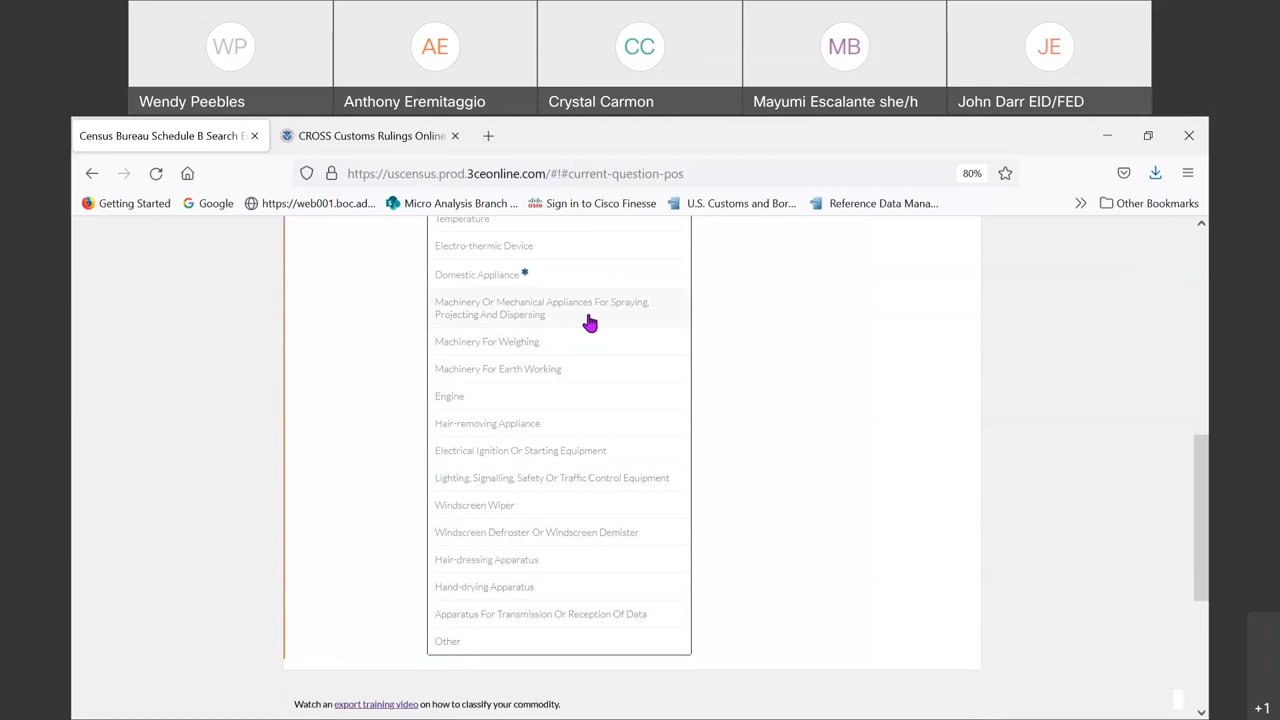 WP
AE
CC
MB
JE
Wendy Peebles
Anthony Eremitaggio
Crystal Carmon
Mayumi Escalante she/h
John Darr EID/FED
Census Bureau Schedule B Search E
CROSS Customs Rulings Online
https://uscensus.prod.3ceonline.com/#!#current-question-pos
80%
Getting Started
Google
https://web001.boc.ad...
Micro Analysis Branch ...
Sign in to Cisco Finesse
U.S. Customs and Bor...
Reference Data Mana...
Other Bookmarks
Temperature
Electro-thermic Device
Domestic Appliance *
Machinery Or Mechanical Appliances For Spraying,
Projecting And Dispersing
Machinery For Weighing
Machinery For Earth Working
Engine
Hair-removing Appliance
Electrical Ignition Or Starting Equipment
Lighting, Signalling, Safety Or Traffic Control Equipment
Windscreen Wiper
Windscreen Defroster Or Windscreen Demister
Hair-dressing Apparatus
Hand-drying Apparatus
Apparatus For Transmission Or Reception Of Data
Other
Watch an export training video on how to classify your commodity.
+1